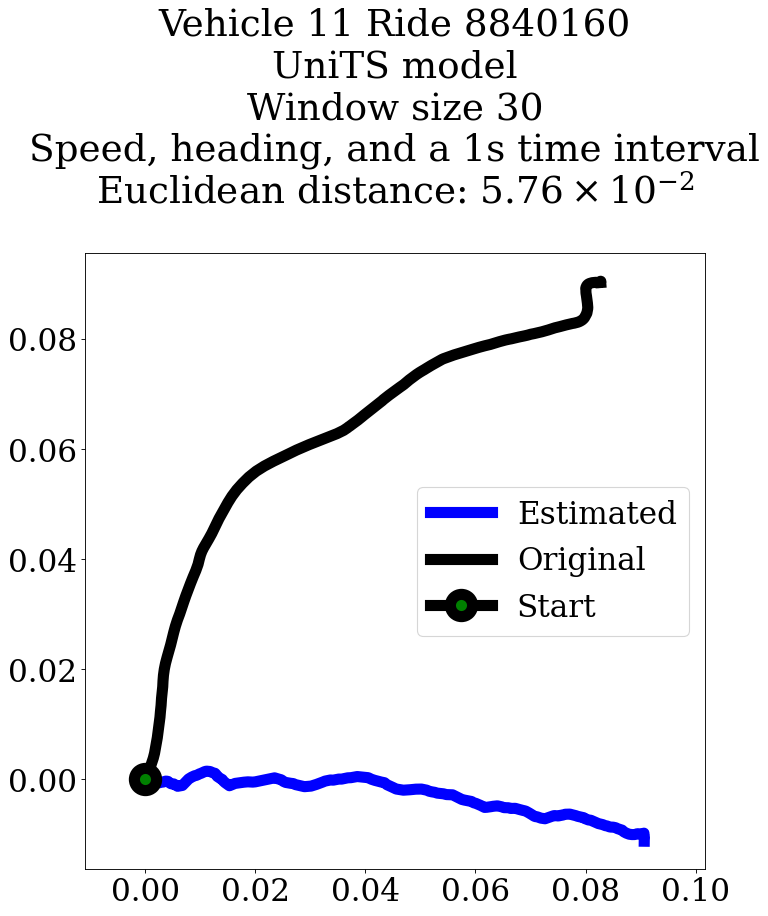 Vehicle 11 Ride 8840160
UniTS model
Window size 30
Speed, heading, and a 1s time interval
Euclidean distance: 5.76 × 10⁻²
0.08
0.06
Estimated
0.04
Original
Start
0.02
0.00
0.00 0.02 0.04 0.06 0.08 0.10